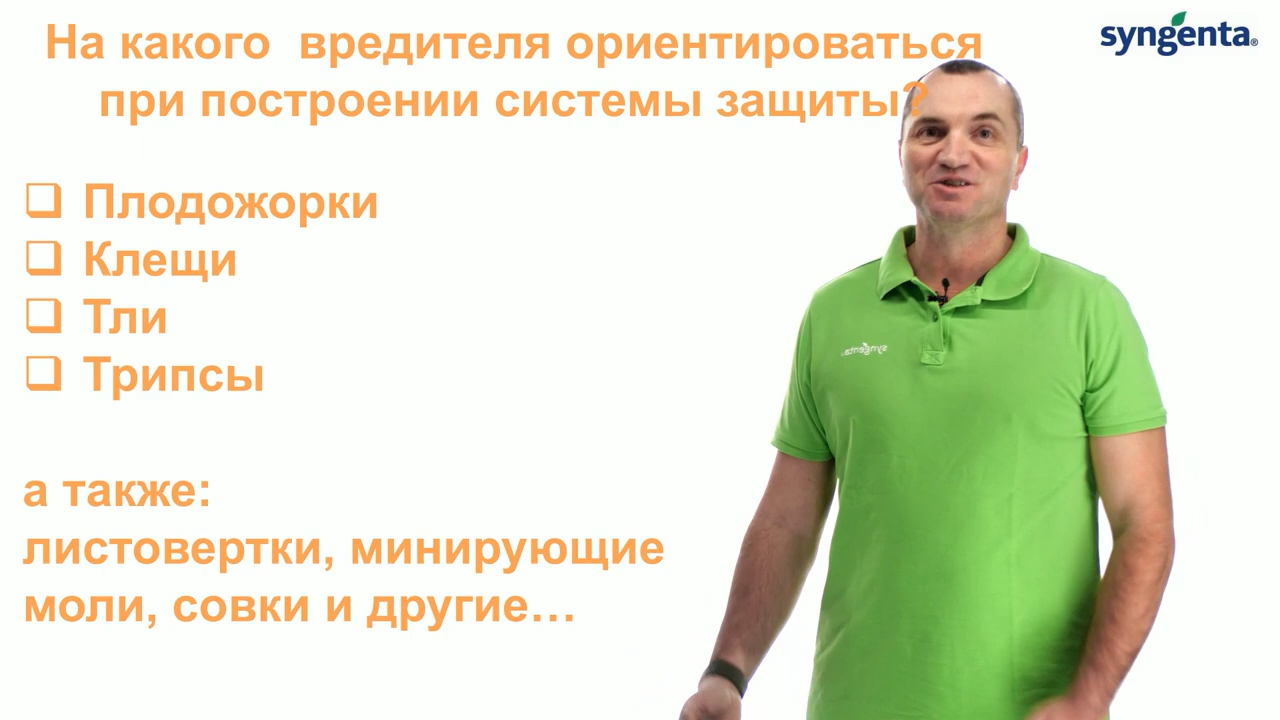 На какого вредителя ориентироваться
при построении системы защиты?
syngenta®
Плодожорки
Клещи
Тли
Трипсы
а также:
листовертки, минирующие
моли, совки и другие…
syngenta